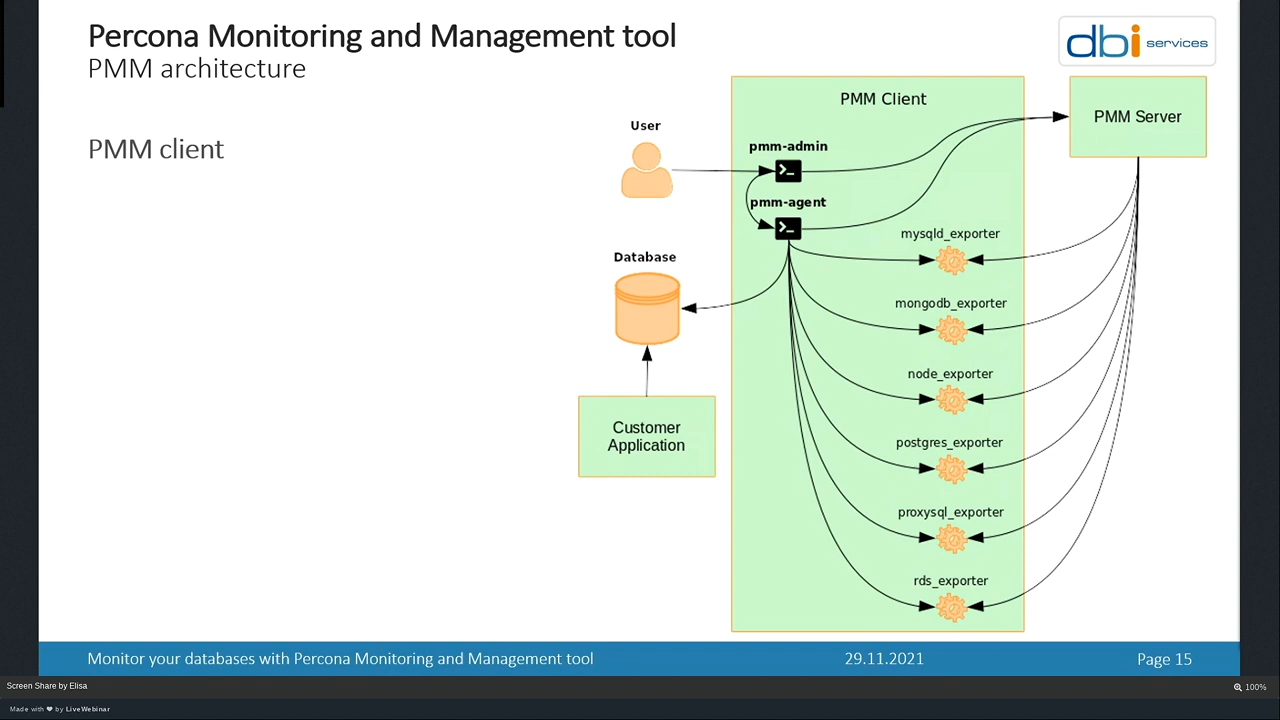 Percona Monitoring and Management tool
PMM architecture
dbi services
PMM client
User
Database
Customer
Application
PMM Client
pmm-admin
pmm-agent
mysqld_exporter
mongodb_exporter
node_exporter
postgres_exporter
proxysql_exporter
rds_exporter
PMM Server
Monitor your databases with Percona Monitoring and Management tool
29.11.2021
Page 15
Screen Share by Elisa
100%
Made with ❤ by LiveWebinar